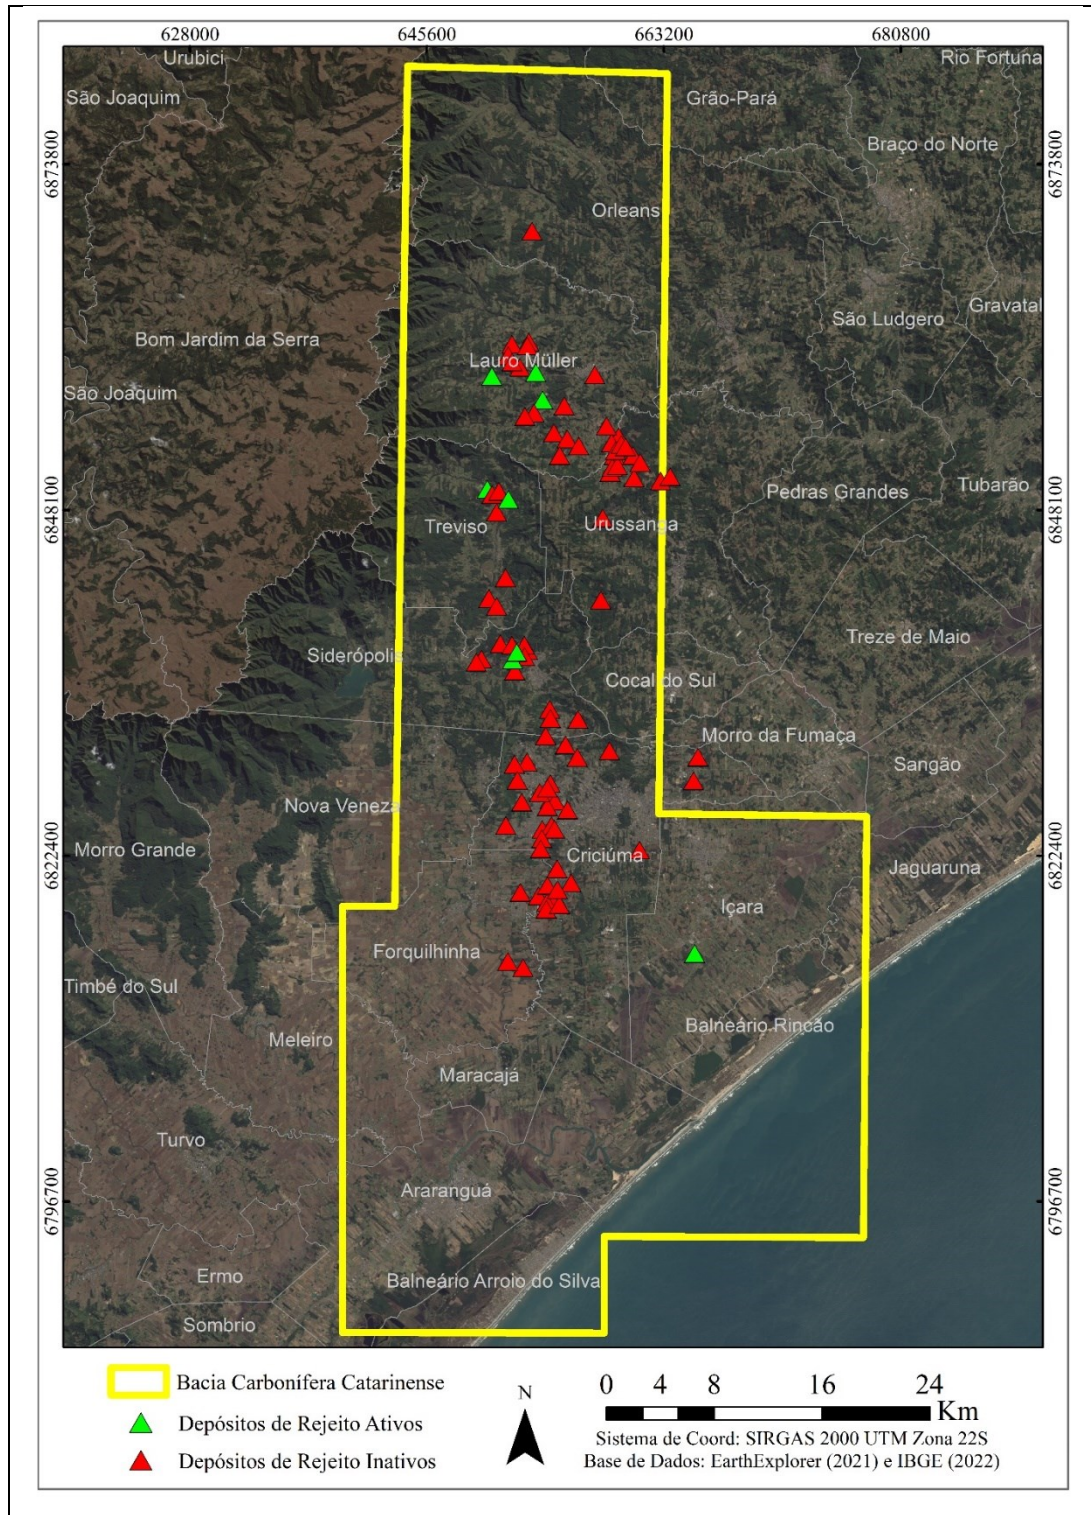 628000 645600 663200 680800
Urubici
Rio Fortuna
São Joaquim
Grão-Pará
Braço do Norte
6873800
6873800
Orleans
Gravatal
São Ludgero
Bom Jardim da Serra
Lauro Müller
São Joaquim
Tubarão
Pedras Grandes
6848100
6848100
Treviso
Urussanga
Treze de Maio
Siderópolis
Cocal do Sul
Morro da Fumaça
Sangão
Nova Veneza
Morro Grande
Criciúma
6822400
6822400
Jaguaruna
Içara
Forquilhinha
Timbé do Sul
Balneário Rincão
Meleiro
Maracajá
Turvo
Araranguá
6796700
6796700
Ermo
Balneário Arroio do Silva
Sombrio
Bacia Carbonífera Catarinense
Depósitos de Rejeito Ativos
Depósitos de Rejeito Inativos
N
0 4 8 16 24
Km
Sistema de Coord: SIRGAS 2000 UTM Zona 22S
Base de Dados: EarthExplorer (2021) e IBGE (2022)